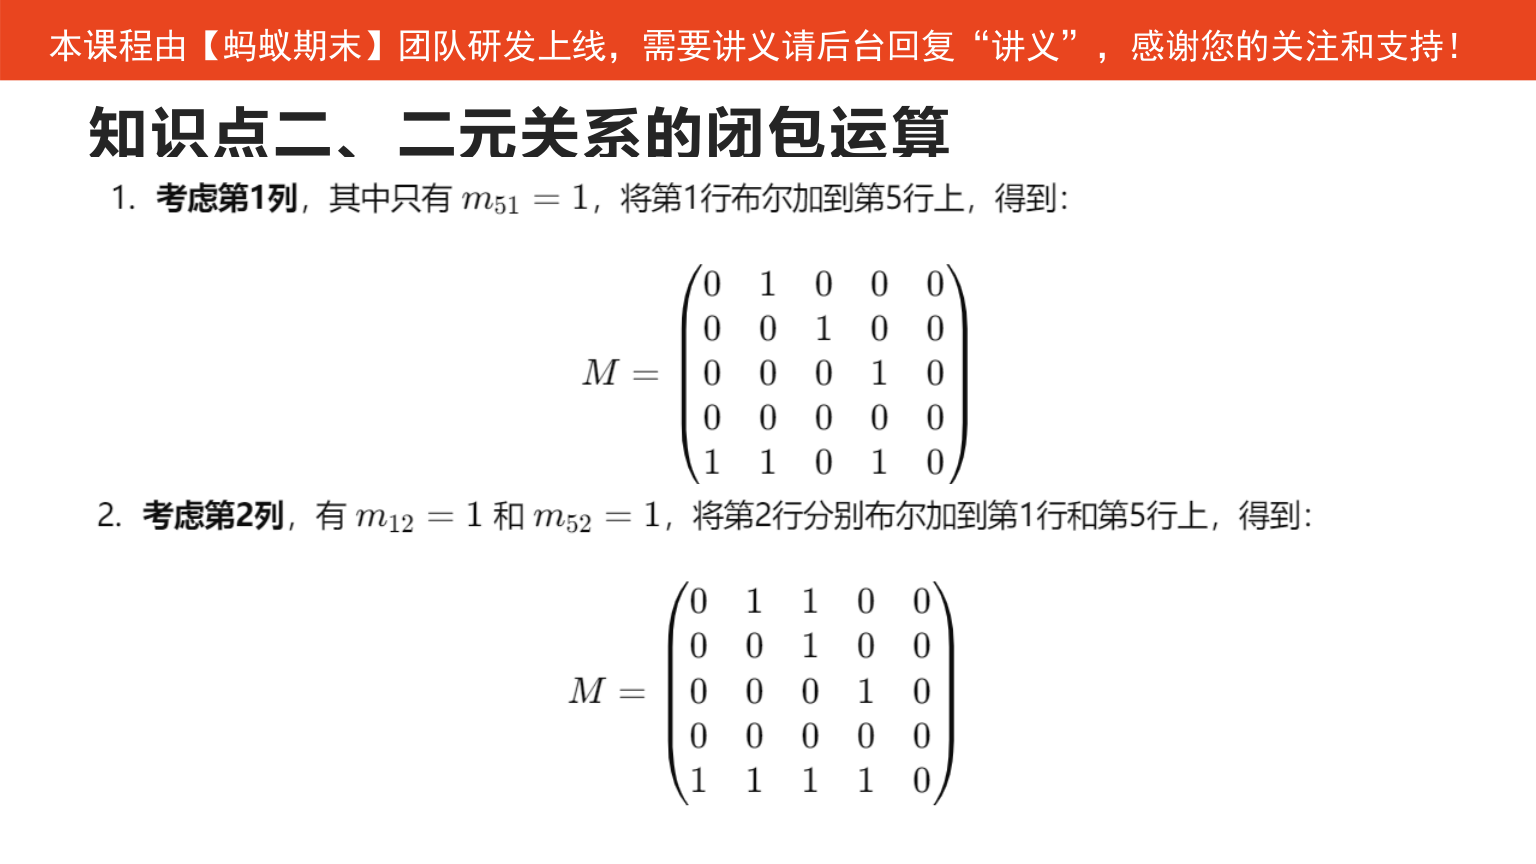 本课程由【蚂蚁期末】团队研发上线，需要讲义请后台回复“讲义”，感谢您的关注和支持！
知识点二、二元关系的闭包运算
1. 考虑第1列，其中只有 m₅₁ = 1，将第1行布尔加到第5行上，得到：
0 1 0 0 0
0 0 1 0 0
M = 0 0 0 1 0
0 0 0 0 0
1 1 0 1 0
2. 考虑第2列，有 m₁₂ = 1 和 m₅₂ = 1，将第2行分别布尔加到第1行和第5行上，得到：
0 1 1 0 0
0 0 1 0 0
M = 0 0 0 1 0
0 0 0 0 0
1 1 1 1 0